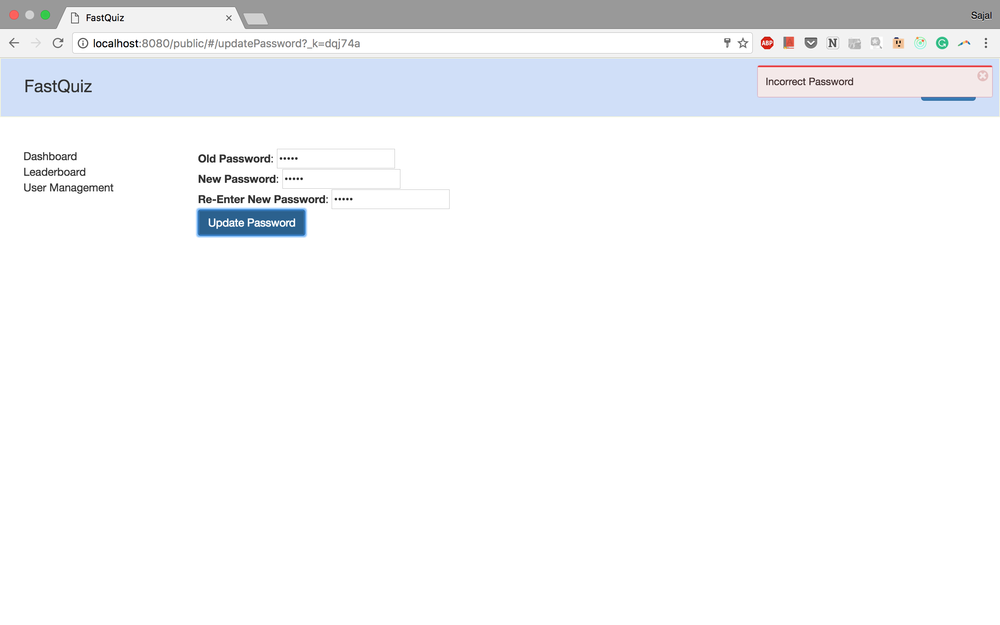 FastQuiz
Sajal
localhost:8080/public/#/updatePassword?_k=dqj74a
ABP
A
N
G
FastQuiz
Incorrect Password
Dashboard
Leaderboard
User Management
Old Password: •••••
New Password: •••••
Re-Enter New Password: •••••
Update Password